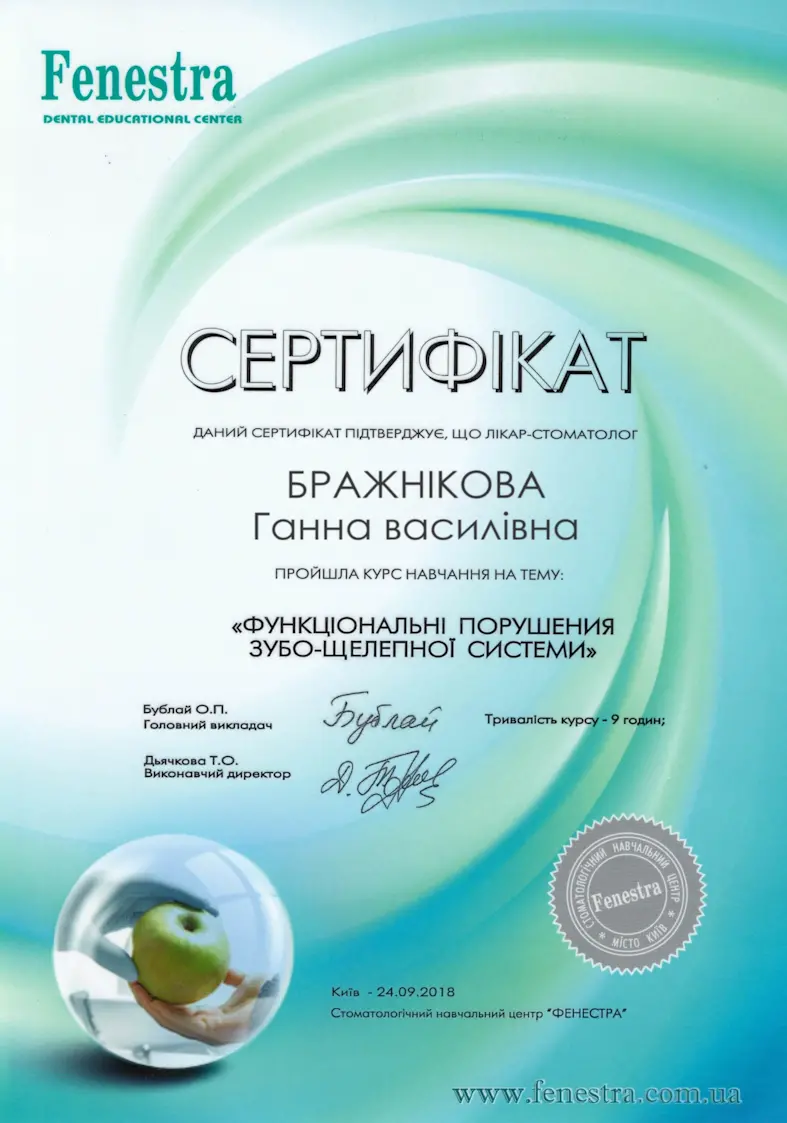 Fenestra
DENTAL EDUCATIONAL CENTER
СЕРТИФІКАТ
ДАНИЙ СЕРТИФІКАТ ПІДТВЕРДЖУЄ, ЩО ЛІКАР-СТОМАТОЛОГ
БРАЖНІКОВА
Ганна василівна
ПРОЙШЛА КУРС НАВЧАННЯ НА ТЕМУ:
«ФУНКЦІОНАЛЬНІ ПОРУШЕНИЯ
ЗУБО-ЩЕЛЕПНОЇ СИСТЕМИ»
Бублай О.П.
Головний викладач
Бублай
Тривалість курсу - 9 годин;
Дьячкова Т.О.
Виконавчий директор
СТОМАТОЛОГІЧНИЙ НАВЧАЛЬНИЙ ЦЕНТР
Fenestra
* МІСТО КИЇВ *
Київ - 24.09.2018
Стоматологічний навчальний центр "ФЕНЕСТРА"
www.fenestra.com.ua